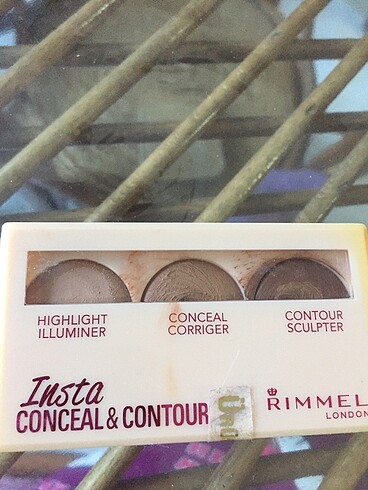 HIGHLIGHT
ILLUMINER
CONCEAL
CORRIGER
CONTOUR
SCULPTER
Insta
CONCEAL & CONTOUR
RIMMEL
LONDON